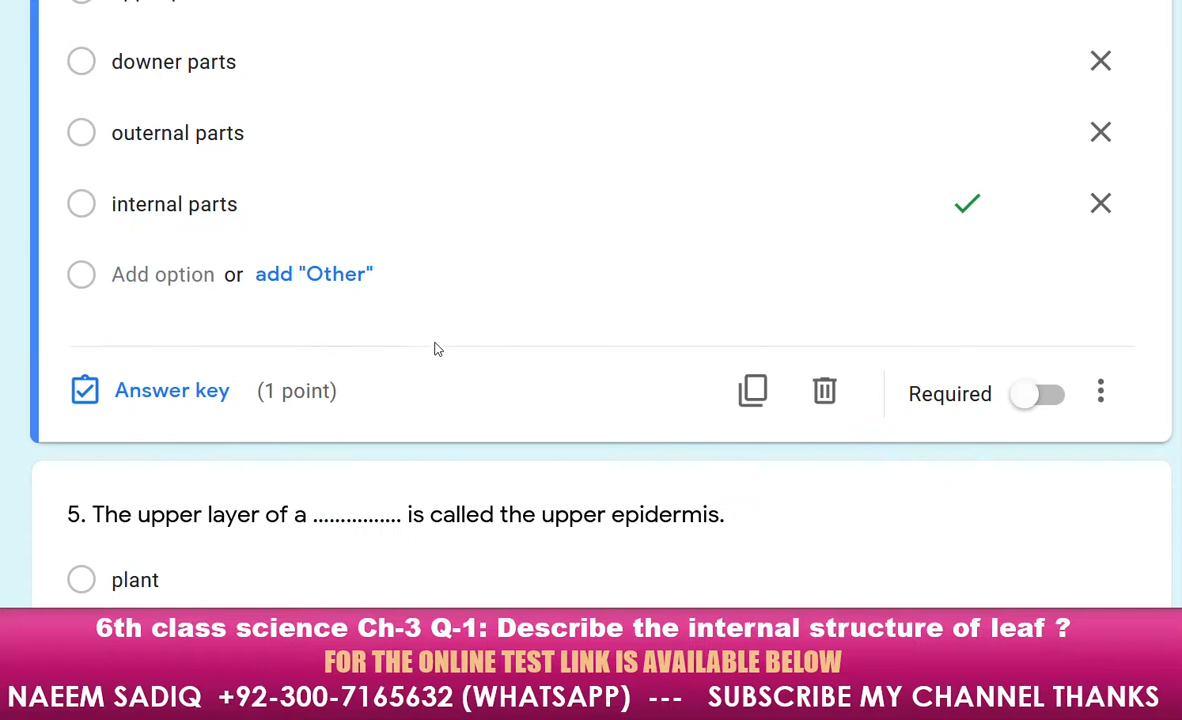 downer parts
outernal parts
internal parts
Add option or add "Other"
Answer key (1 point) Required
5. The upper layer of a ................ is called the upper epidermis.
plant
6th class science Ch-3 Q-1: Describe the internal structure of leaf ?
FOR THE ONLINE TEST LINK IS AVAILABLE BELOW
NAEEM SADIQ +92-300-7165632 (WHATSAPP) --- SUBSCRIBE MY CHANNEL THANKS